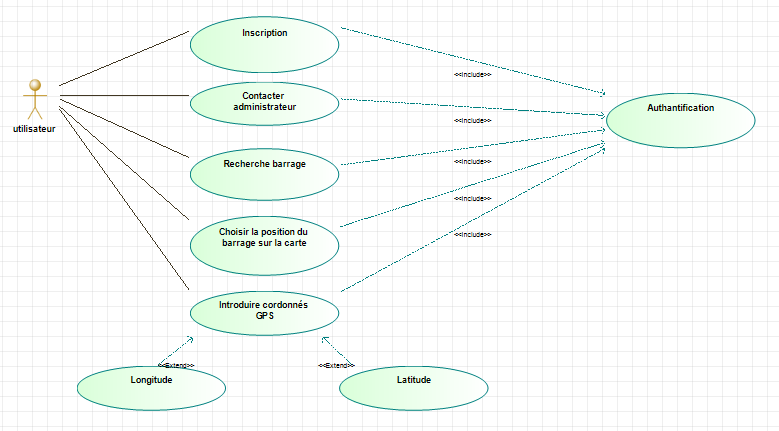 Inscription
<<Include>>
Contacter
administrateur
Authantification
<<Include>>
utilisateur
Recherche barrage
<<Include>>
<<Include>>
Choisir la position du
barrage sur la carte
<<Include>>
Introduire cordonnés
GPS
<<Extend>>
<<Extend>>
Longitude
Latitude